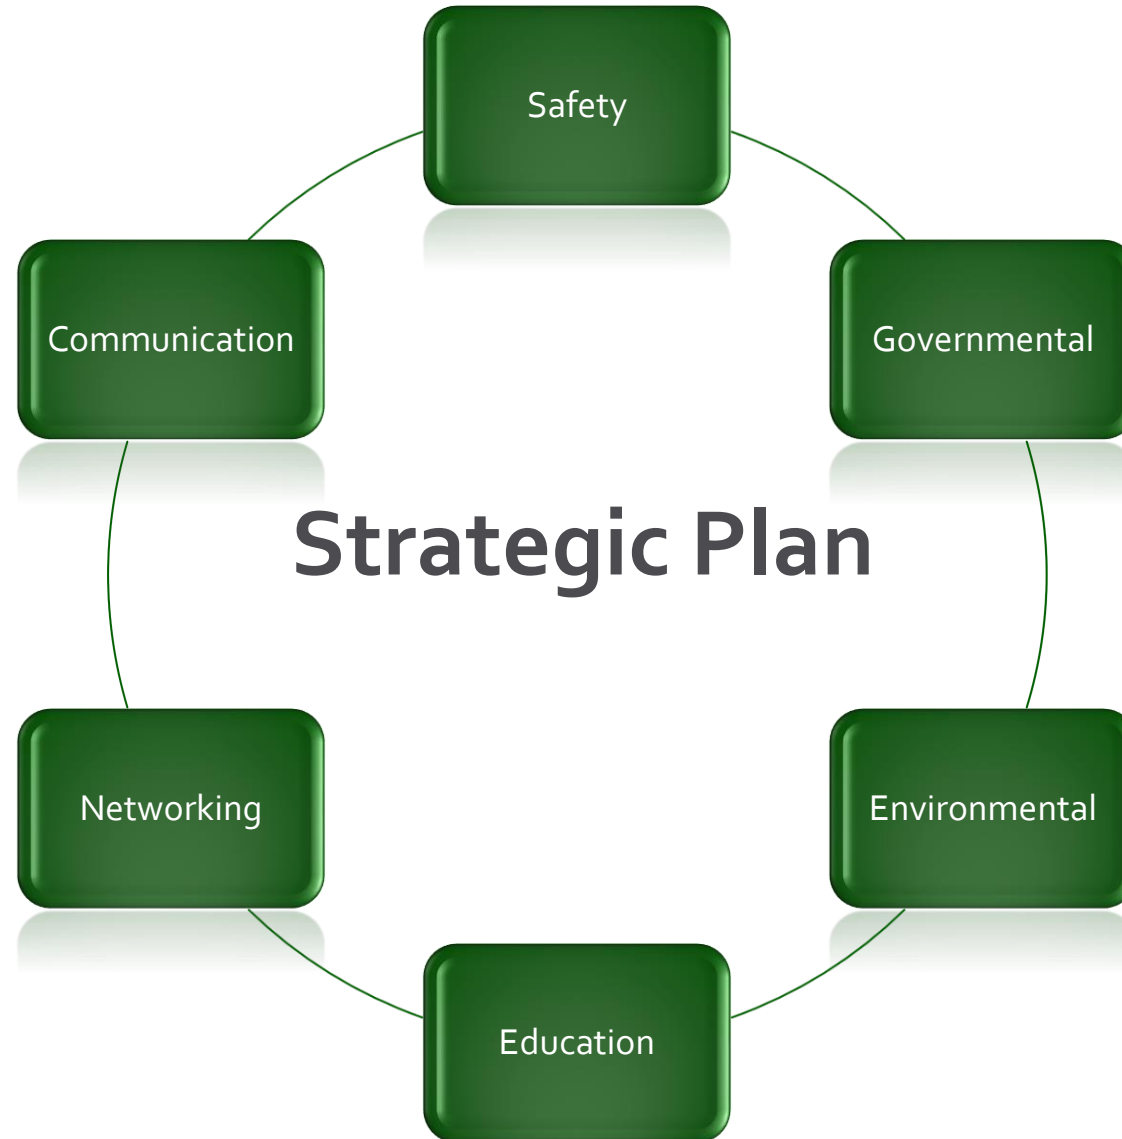 Safety
Communication
Governmental
Strategic Plan
Networking
Environmental
Education